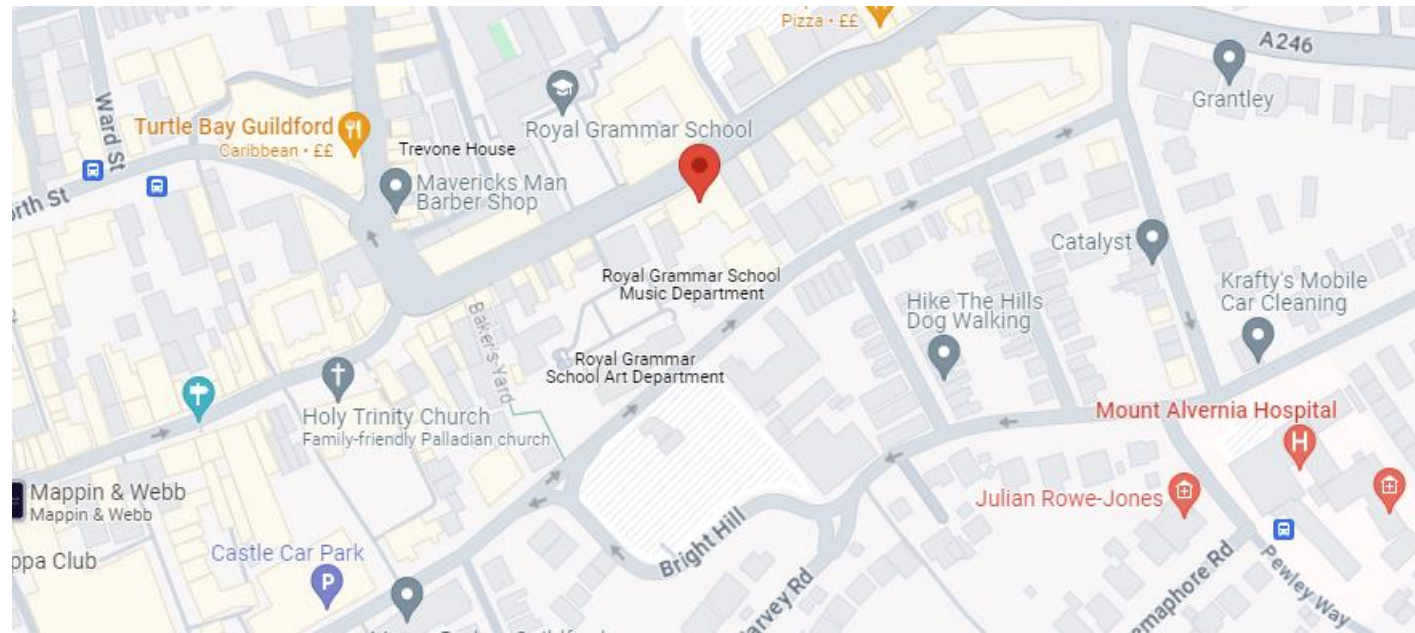 Pizza • ££
A246
Grantley
Ward St
Turtle Bay Guildford
Caribbean • ££
Royal Grammar School
Trevone House
Mavericks Man
Barber Shop
orth St
Catalyst
Royal Grammar School
Music Department
Krafty's Mobile
Car Cleaning
Hike The Hills
Dog Walking
Baker's Yard
Royal Grammar
School Art Department
Holy Trinity Church
Family-friendly Palladian church
Mount Alvernia Hospital
H
Mappin & Webb
Mappin & Webb
Julian Rowe-Jones
Bright Hill
Castle Car Park
P
ppa Club
arvey Rd
emaphore Rd
Pewley Way